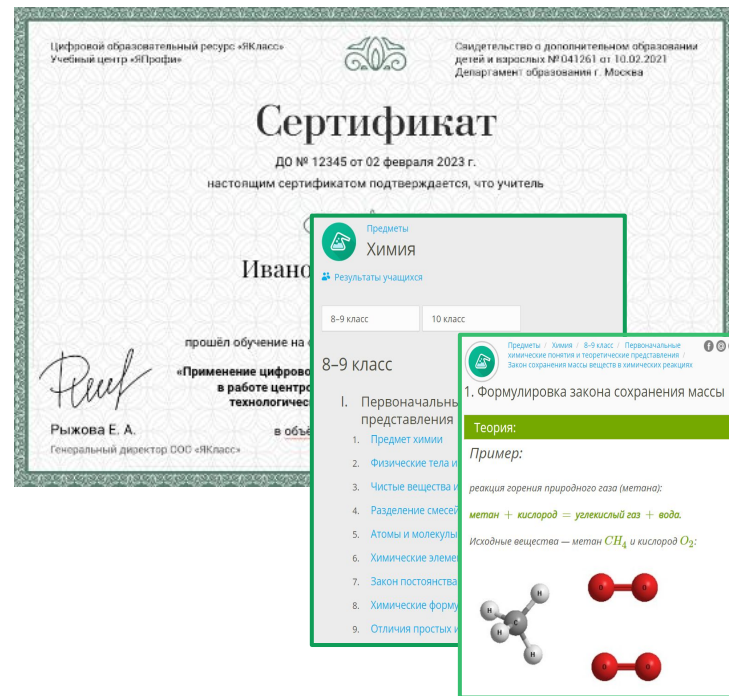 Цифровой образовательный ресурс «ЯКласс»
Учебный центр «ЯПрофи»
Свидетельство о дополнительном образовании
детей и взрослых №041261 от 10.02.2021
Департамент образования г. Москва
Сертификат
ДО № 12345 от 02 февраля 2023 г.
настоящим сертификатом подтверждается, что учитель
Ивано
прошёл обучение на
«Применение цифрово
в работе центро
технологичес
Рыжова Е. А.
в объё
Генеральный директор ООО «ЯКласс»
Предметы
Химия
Результаты учащихся
8–9 класс
10 класс
8–9 класс
I. Первоначальны
представления
1. Предмет химии
2. Физические тела и
3. Чистые вещества и
4. Разделение смесей
5. Атомы и молекулы
6. Химические элеме
7. Закон постоянства
8. Химические форму
9. Отличия простых и
Предметы / Химия / 8–9 класс / Первоначальные
химические понятия и теоретические представления /
Закон сохранения массы веществ в химических реакциях
1. Формулировка закона сохранения массы
Теория:
Пример:
реакция горения природного газа (метана):
метан + кислород = углекислый газ + вода.
Исходные вещества — метан CH₄ и кислород O₂:
H
H
H
C
H
O O
O O